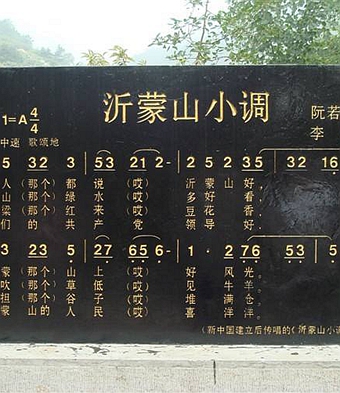 沂蒙山小调
1=A 4/4
阮若
中速 歌颂地
李
5 32 3 | 53 21 2 - | 2 5 2 35 | 32 16
人（那个）都 说（哎） 沂 蒙 山 好，
山（那个）绿 水（哎） 多 好 看，
梁（那个）红 来（哎） 豆 花 香，
们 的 共 产 党（哎） 领 导 好，
3 23 5 | 27 65 6 - | 1 · 2 76 | 53 5 ·
蒙（那个）山 上（哎） 好 风 光。
吹（那个）草 低（哎） 见 牛 羊。
担（那个）谷 子（哎） 堆 满 仓。
蒙 山 的 人 民（哎） 喜 洋 洋。
（新中国建立后传唱的《沂蒙山小调